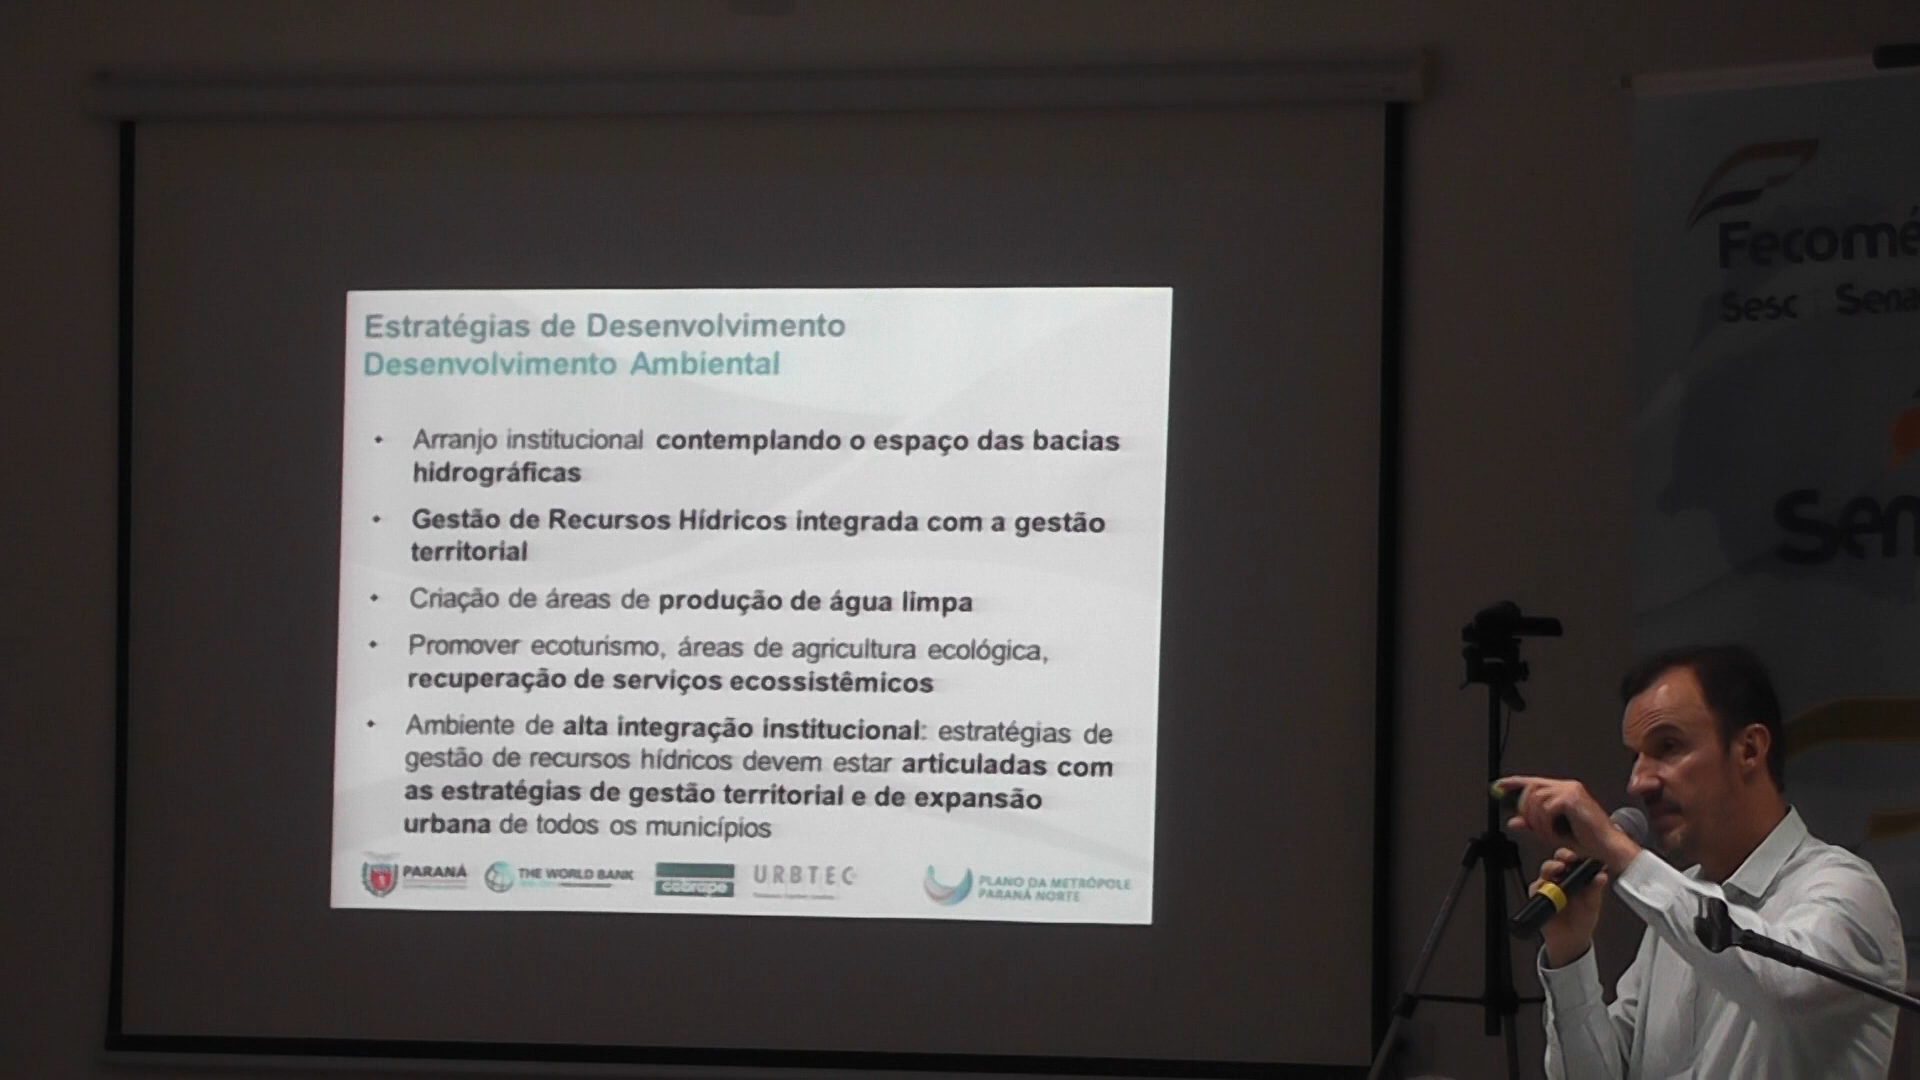 Estratégias de Desenvolvimento
Desenvolvimento Ambiental
• Arranjo institucional contemplando o espaço das bacias
hidrográficas
• Gestão de Recursos Hídricos integrada com a gestão
territorial
• Criação de áreas de produção de água limpa
• Promover ecoturismo, áreas de agricultura ecológica,
recuperação de serviços ecossistêmicos
• Ambiente de alta integração institucional: estratégias de
gestão de recursos hídricos devem estar articuladas com
as estratégias de gestão territorial e de expansão
urbana de todos os municípios
PARANÁ
THE WORLD BANK
cobrape
URBTEC
PLANO DA METRÓPOLE
PARANÁ NORTE
Fecomé
Sesc Sena
Sen